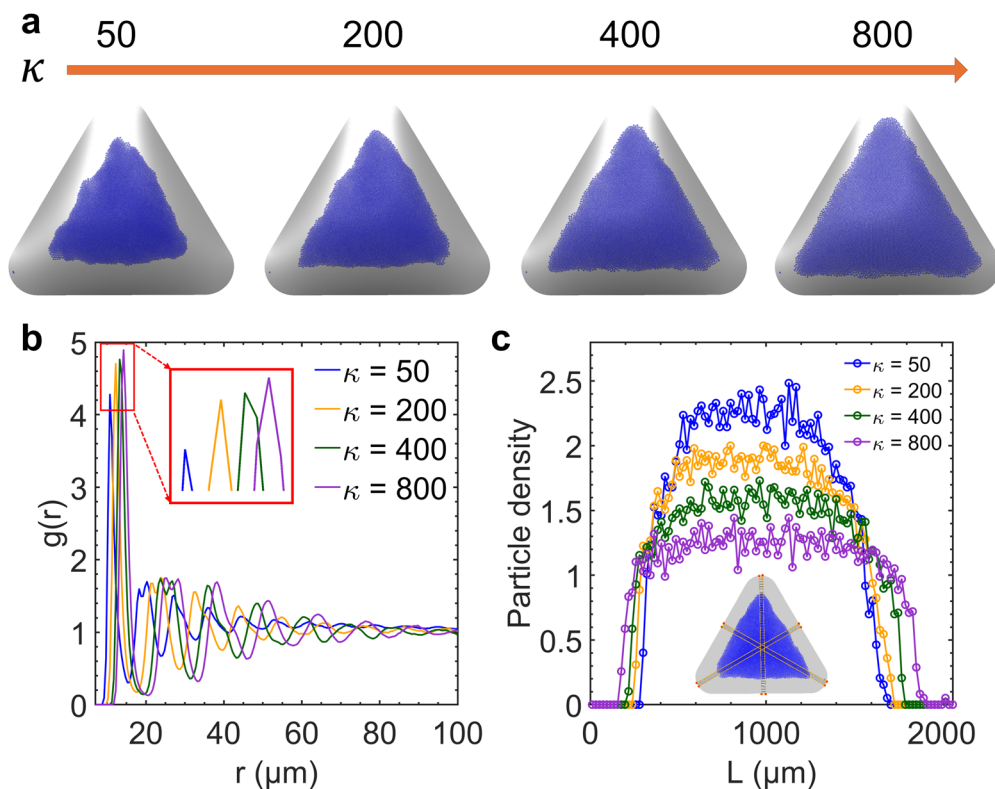 a
50 200 400 800
κ
b
g(r)
5
4
3
2
1
0
20 40 60 80 100
r (μm)
κ = 50
κ = 200
κ = 400
κ = 800
c
Particle density
2.5
2.0
1.5
1.0
0.5
0
0 1000 2000
L (μm)
κ = 50
κ = 200
κ = 400
κ = 800